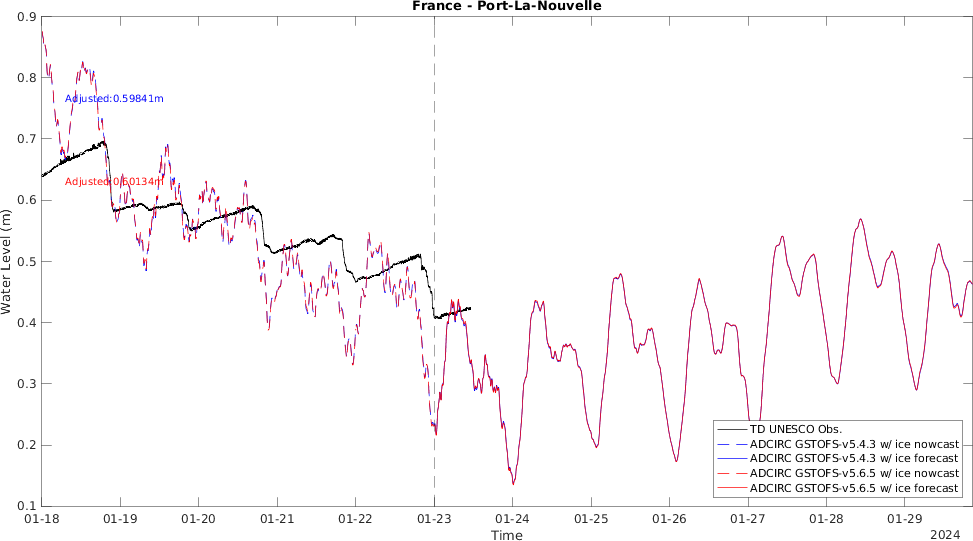 France - Port-La-Nouvelle
0.9
0.8
0.7
0.6
0.5
0.4
0.3
0.2
0.1
Water Level (m)
Adjusted:0.59841m
Adjusted:0.60134m
TD UNESCO Obs.
ADCIRC GSTOFS-v5.4.3 w/ ice nowcast
ADCIRC GSTOFS-v5.4.3 w/ ice forecast
ADCIRC GSTOFS-v5.6.5 w/ ice nowcast
ADCIRC GSTOFS-v5.6.5 w/ ice forecast
01-18 01-19 01-20 01-21 01-22 01-23 01-24 01-25 01-26 01-27 01-28 01-29
Time
2024